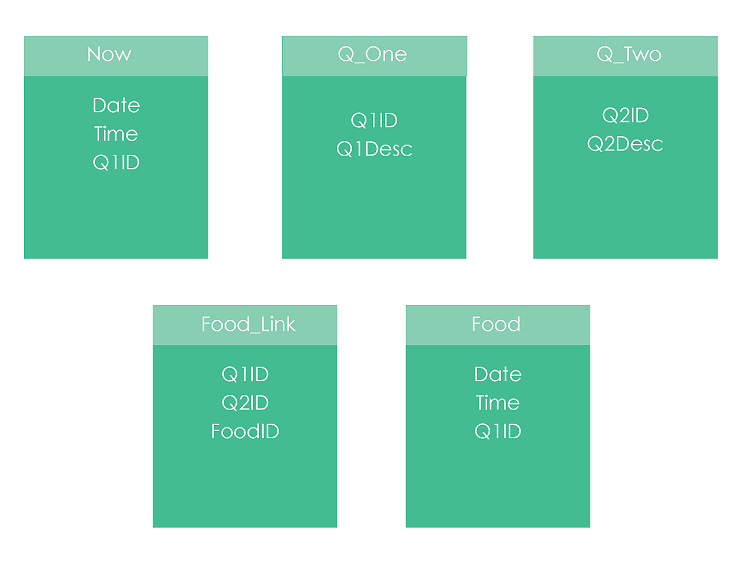 Now
Date
Time
Q1ID
Q_One
Q1ID
Q1Desc
Q_Two
Q2ID
Q2Desc
Food_Link
Q1ID
Q2ID
FoodID
Food
Date
Time
Q1ID